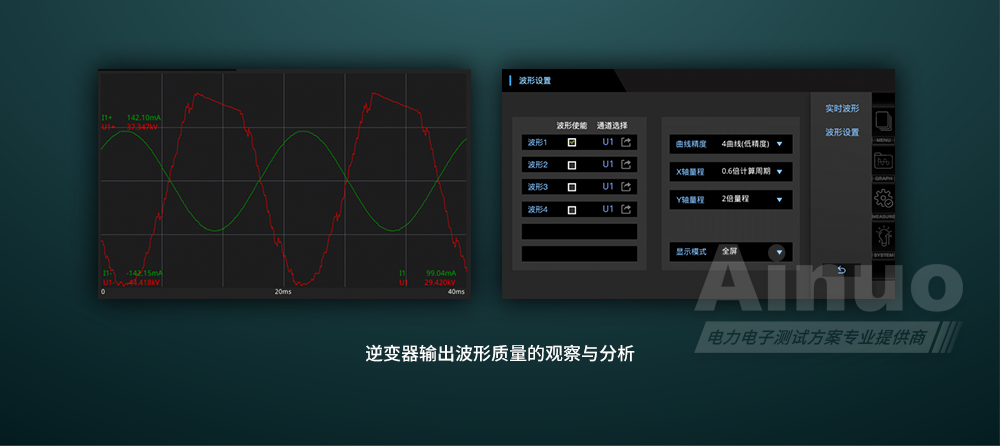 I1+ 142.10mA
U1+ 37.347kV
I1- -142.15mA
U1- -44.418kV
I1 99.04mA
U1 29.420kV
0 20ms 40ms
波形设置
波形使能 通道选择
波形1 U1
波形2 U1
波形3 U1
波形4 U1
曲线精度 4曲线(低精度)
X轴量程 0.6倍计算周期
Y轴量程 2倍量程
显示模式 全屏
实时波形
波形设置
MENU
GRAPH
MEASURE
SYSTEM
Ainuo
电力电子测试方案专业提供商
逆变器输出波形质量的观察与分析